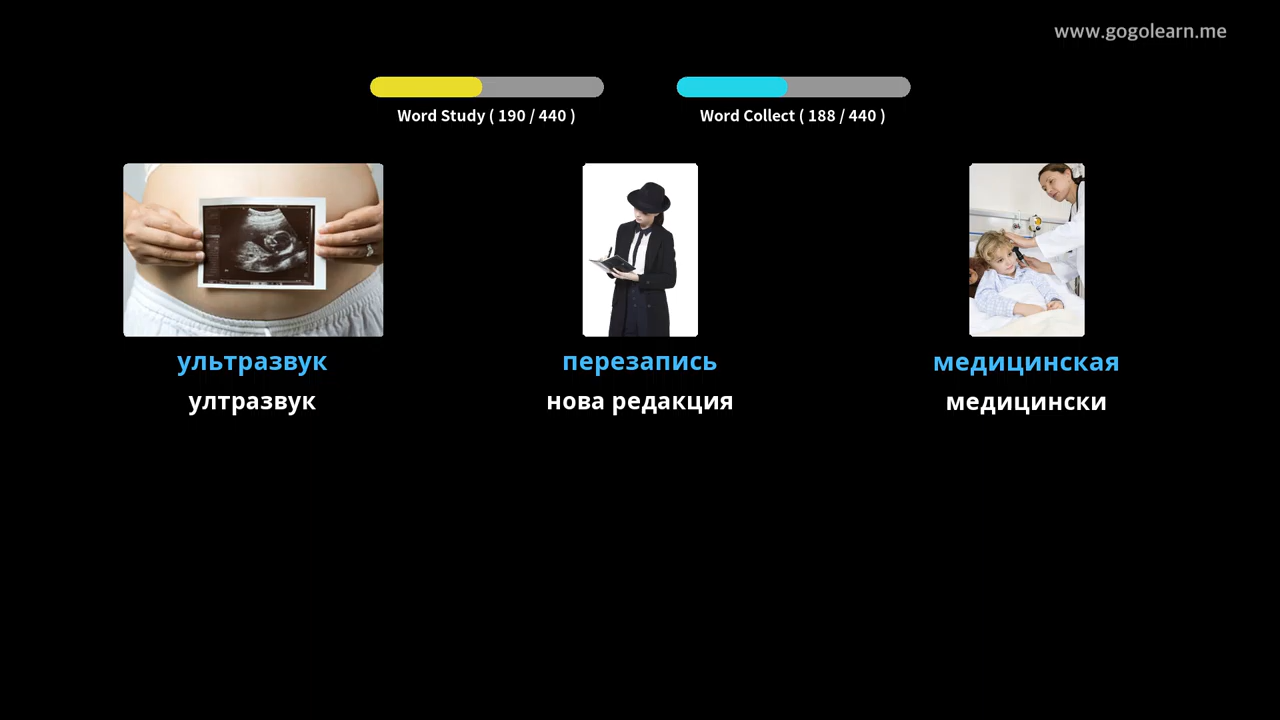 www.gogolearn.me
Word Study ( 190 / 440 )
Word Collect ( 188 / 440 )
ультразвук
перезапись
медицинская
ултразвук
нова редакция
медицински